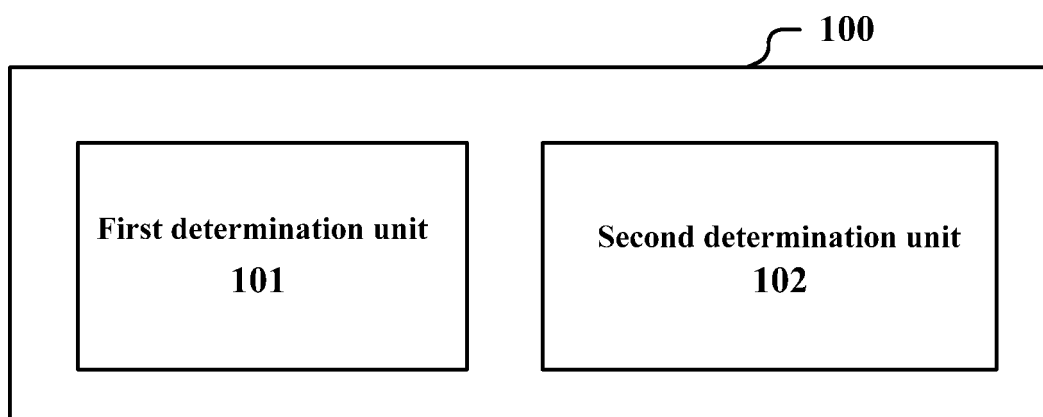 100
First determination unit
101
Second determination unit
102